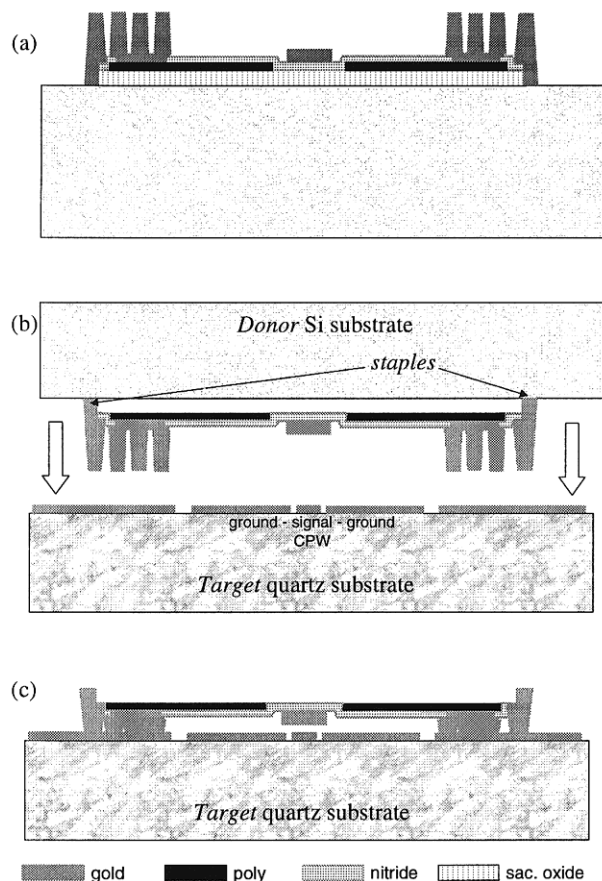 (a)
(b)
Donor Si substrate
staples
ground - signal - ground
CPW
Target quartz substrate
(c)
Target quartz substrate
gold poly nitride sac. oxide